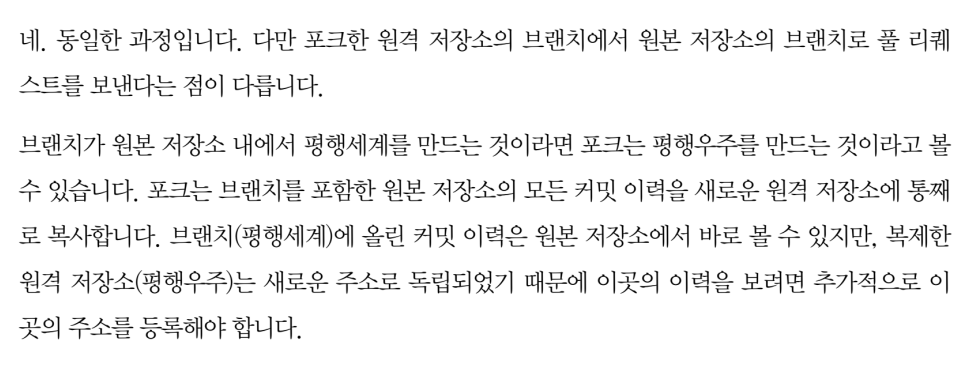 네. 동일한 과정입니다. 다만 포크한 원격 저장소의 브랜치에서 원본 저장소의 브랜치로 풀 리퀘
스트를 보낸다는 점이 다릅니다.
브랜치가 원본 저장소 내에서 평행세계를 만드는 것이라면 포크는 평행우주를 만드는 것이라고 볼
수 있습니다. 포크는 브랜치를 포함한 원본 저장소의 모든 커밋 이력을 새로운 원격 저장소에 통째
로 복사합니다. 브랜치(평행세계)에 올린 커밋 이력은 원본 저장소에서 바로 볼 수 있지만, 복제한
원격 저장소(평행우주)는 새로운 주소로 독립되었기 때문에 이곳의 이력을 보려면 추가적으로 이
곳의 주소를 등록해야 합니다.